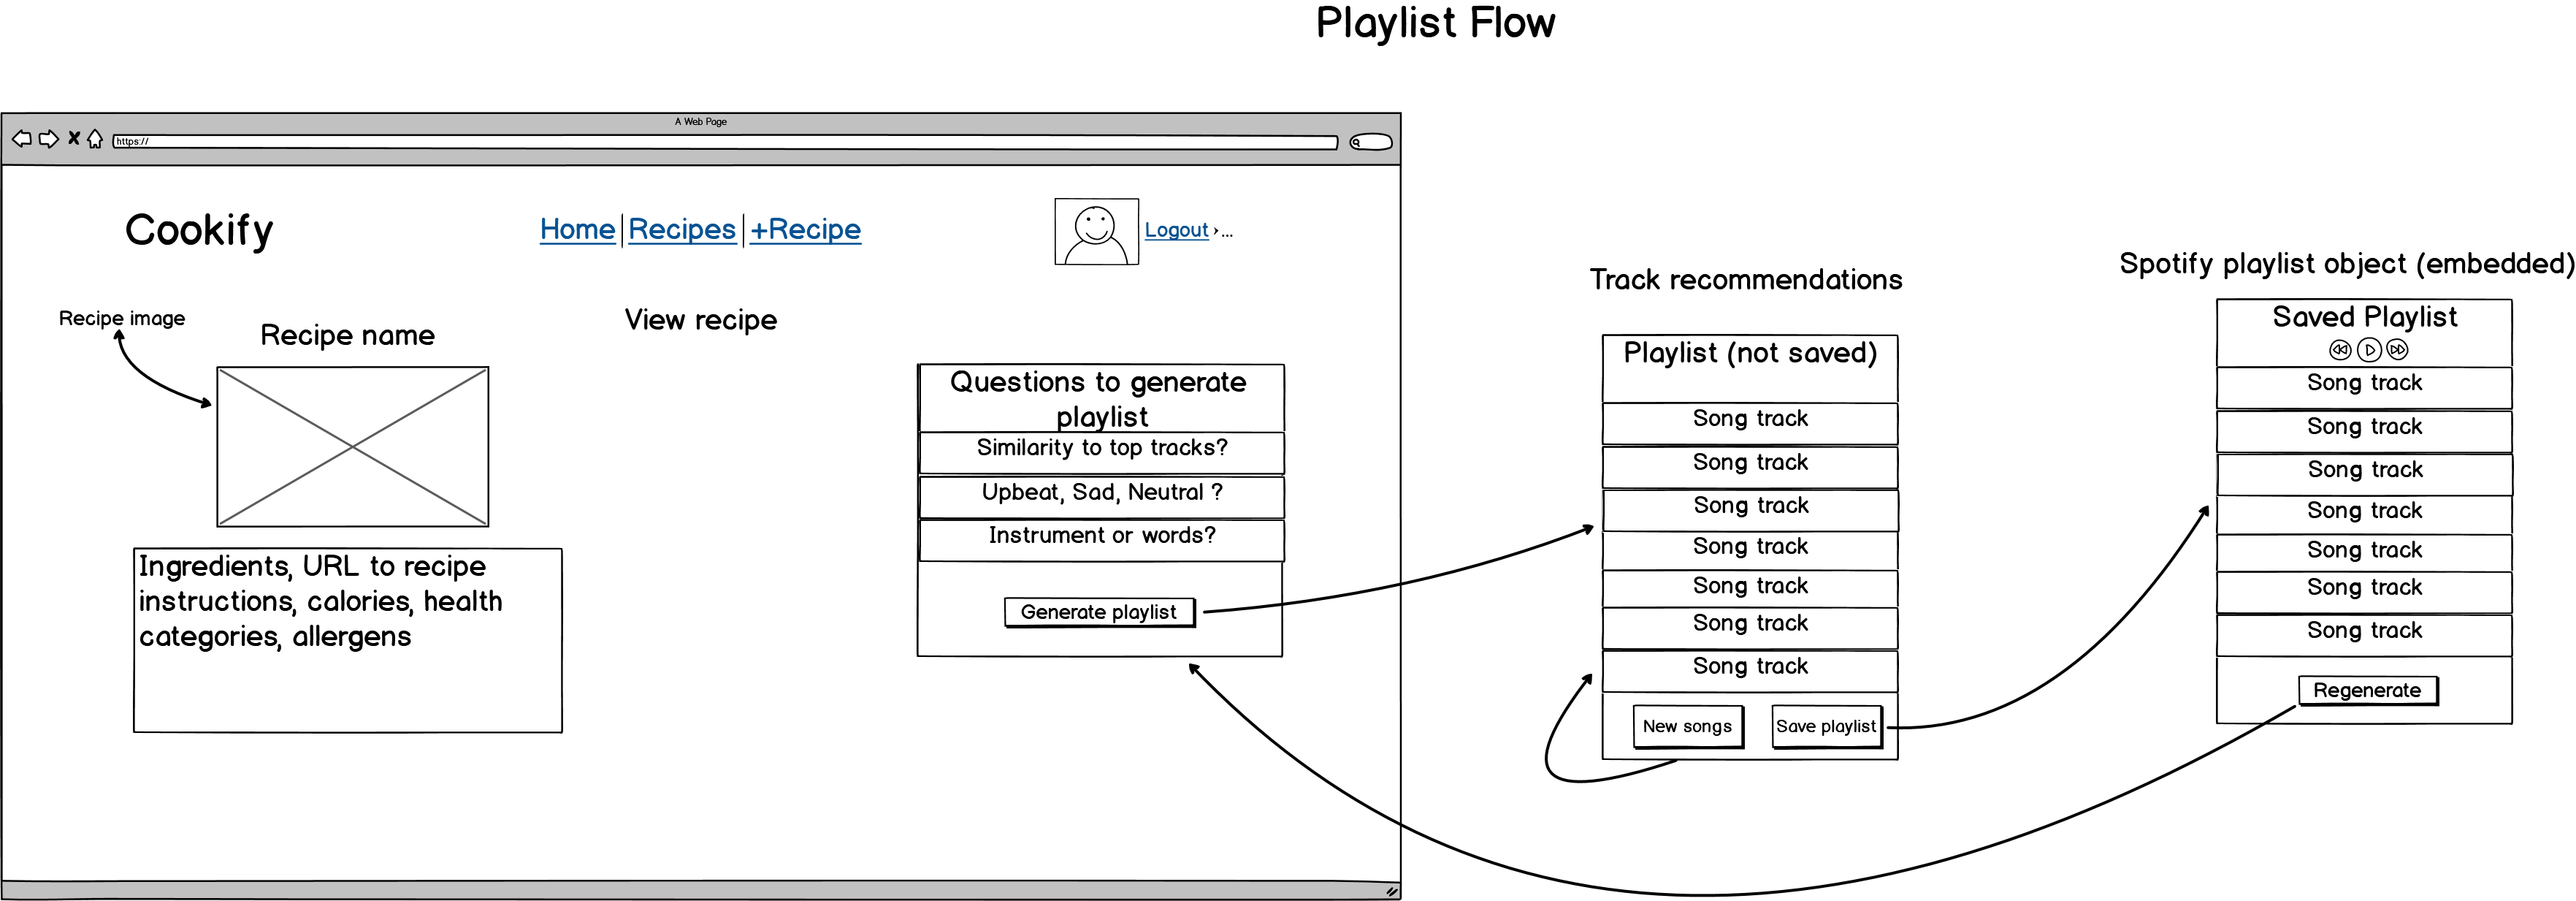 Playlist Flow
A Web Page
https://
Cookify
Home
Recipes
+Recipe
Logout ›...
Recipe image
Recipe name
View recipe
Ingredients, URL to recipe
instructions, calories, health
categories, allergens
Questions to generate
playlist
Similarity to top tracks?
Upbeat, Sad, Neutral ?
Instrument or words?
Generate playlist
Track recommendations
Playlist (not saved)
Song track
Song track
Song track
Song track
Song track
Song track
Song track
New songs
Save playlist
Spotify playlist object (embedded)
Saved Playlist
Song track
Song track
Song track
Song track
Song track
Song track
Song track
Regenerate